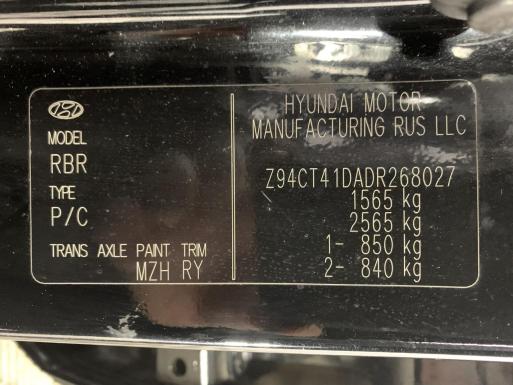 MODEL
RBR
TYPE
P/C
TRANS AXLE PAINT TRIM
MZH RY
HYUNDAI MOTOR
MANUFACTURING RUS LLC
Z94CT41DADR268027
1565 kg
2565 kg
1- 850 kg
2- 840 kg